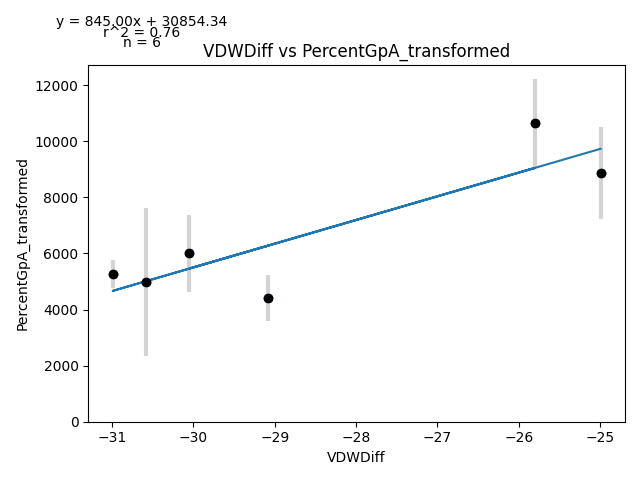 y = 845.00x + 30854.34
r^2 = 0.76
n = 6
VDWDiff vs PercentGpA_transformed
PercentGpA_transformed
12000
10000
8000
6000
4000
2000
0
−31
−30
−29
−28
−27
−26
−25
VDWDiff